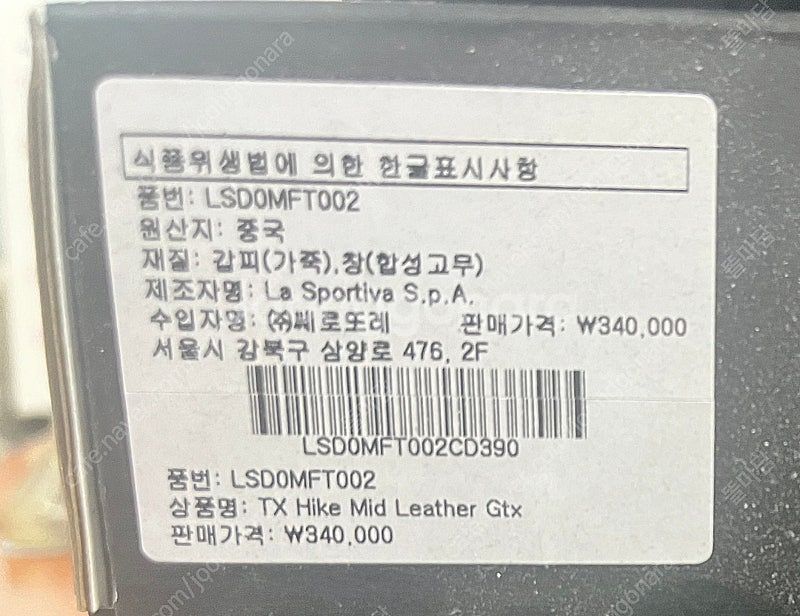 식품위생법에 의한 한글표시사항
품번: LSD0MFT002
원산지: 중국
재질: 갑피(가죽),창(합성고무)
제조자명: La Sportiva S.p.A.
수입자명: ㈜쎄로또레 판매가격: ₩340,000
서울시 강북구 삼양로 476, 2F
LSD0MFT002CD390
품번: LSD0MFT002
상품명: TX Hike Mid Leather Gtx
판매가격: ₩340,000